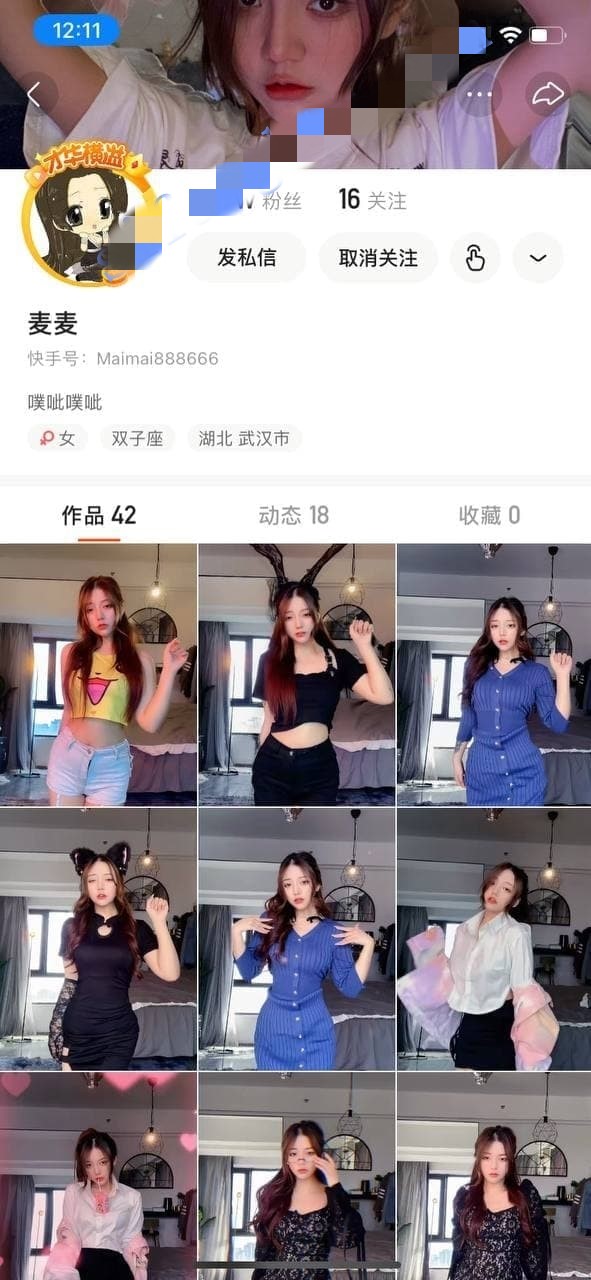 12:11
才华横溢
W 粉丝 16 关注
发私信 取消关注
麦麦
快手号：Maimai888666
噗呲噗呲
女 双子座 湖北 武汉市
作品 42 动态 18 收藏 0